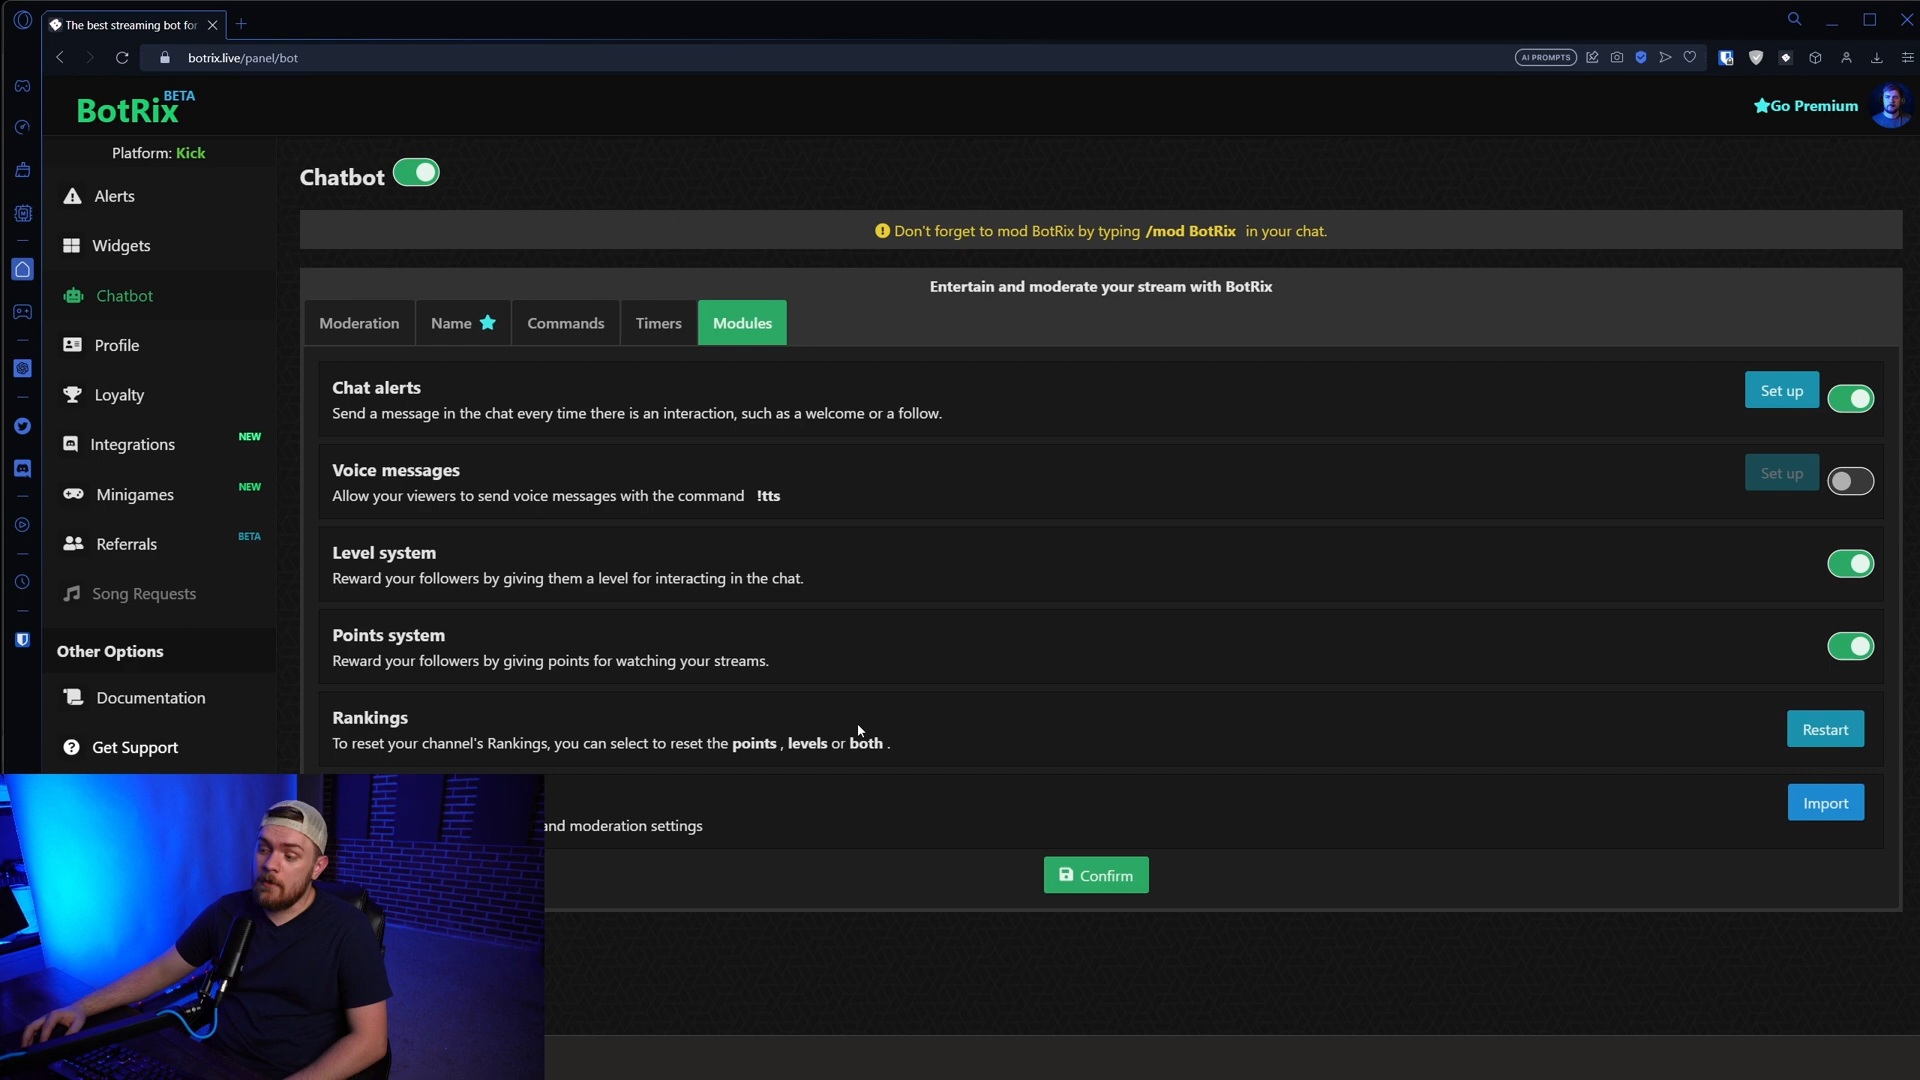 The best streaming bot for
botrix.live/panel/bot
AI PROMPTS
BotRix BETA
Go Premium
Platform: Kick
Alerts
Widgets
Chatbot
Profile
Loyalty
Integrations NEW
Minigames NEW
Referrals BETA
Song Requests
Other Options
Documentation
Get Support
Chatbot
Don't forget to mod BotRix by typing /mod BotRix in your chat.
Entertain and moderate your stream with BotRix
Moderation Name Commands Timers Modules
Chat alerts
Send a message in the chat every time there is an interaction, such as a welcome or a follow.
Set up
Voice messages
Allow your viewers to send voice messages with the command !tts
Set up
Level system
Reward your followers by giving them a level for interacting in the chat.
Points system
Reward your followers by giving points for watching your streams.
Rankings
To reset your channel's Rankings, you can select to reset the points , levels or both .
Restart
and moderation settings
Import
Confirm